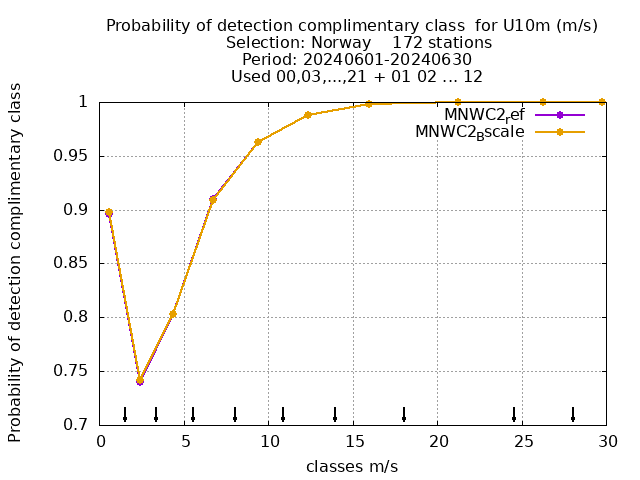 Probability of detection complimentary class  for U10m (m/s)
Selection: Norway    172 stations
Period: 20240601-20240630
Used 00,03,...,21 + 01 02 ... 12
Probability of detection complimentary class
1
0.95
0.9
0.85
0.8
0.75
0.7
MNWC2ref
MNWC2Bscale
0 5 10 15 20 25 30
classes m/s